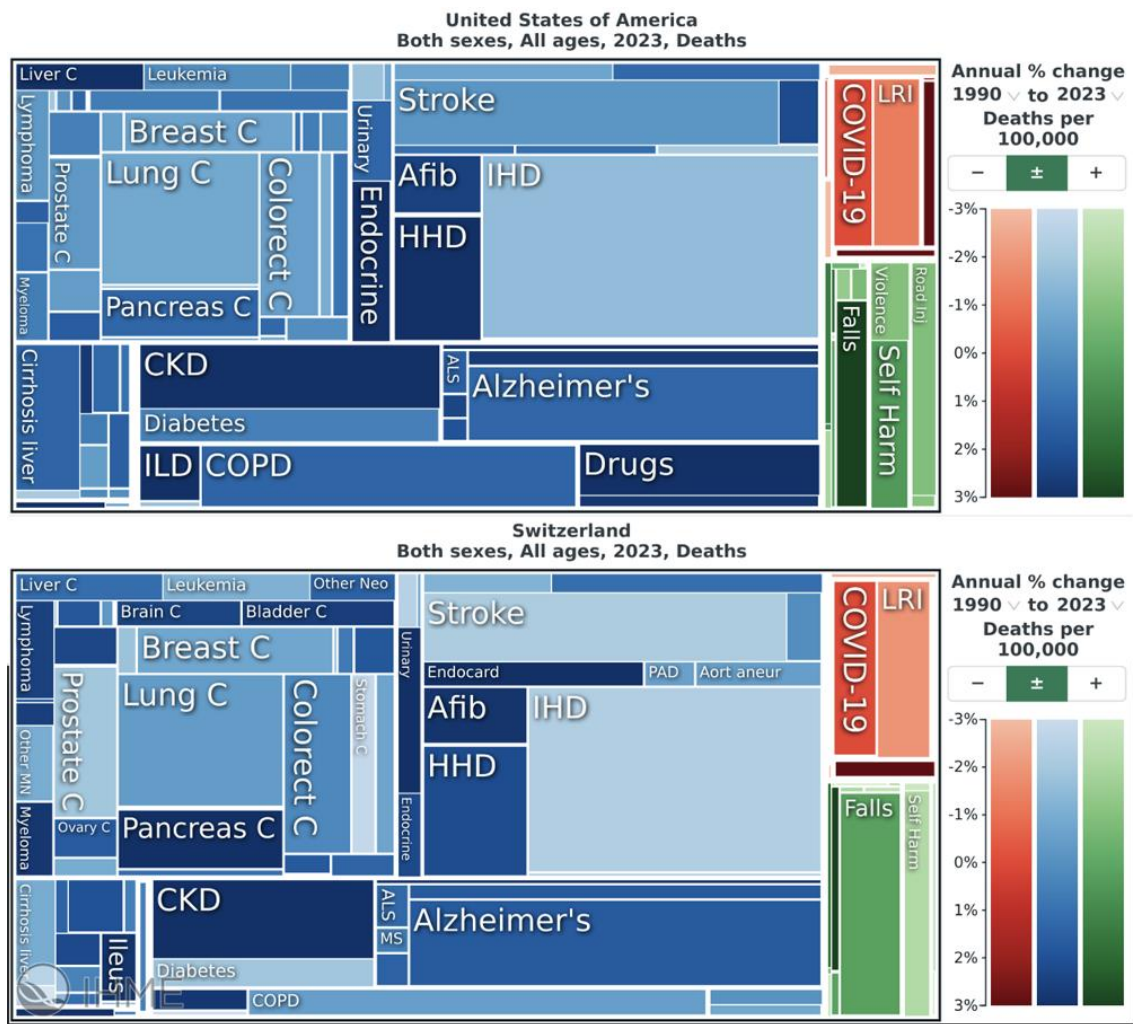 United States of America
Both sexes, All ages, 2023, Deaths
Liver C
Leukemia
Lymphoma
Breast C
Prostate C
Lung C
Colorect C
Myeloma
Pancreas C
Urinary
Endocrine
Stroke
Afib
IHD
HHD
Cirrhosis liver
CKD
Diabetes
ALS
Alzheimer's
ILD
COPD
Drugs
COVID-19
LRI
Falls
Violence
Self Harm
Road Inj
Annual % change
1990 to 2023
Deaths per
100,000
− ± +
-3%
-2%
-1%
0%
1%
2%
3%
Switzerland
Both sexes, All ages, 2023, Deaths
Liver C
Leukemia
Other Neo
Lymphoma
Brain C
Bladder C
Breast C
Prostate C
Lung C
Colorect C
Stomach C
Other MN
Myeloma
Ovary C
Pancreas C
Urinary
Endocrine
Stroke
Endocard
PAD
Aort aneur
Afib
IHD
HHD
Cirrhosis liver
Ileus
CKD
Diabetes
ALS
MS
Alzheimer's
COPD
COVID-19
LRI
Falls
Self Harm
IHME
Annual % change
1990 to 2023
Deaths per
100,000
− ± +
-3%
-2%
-1%
0%
1%
2%
3%